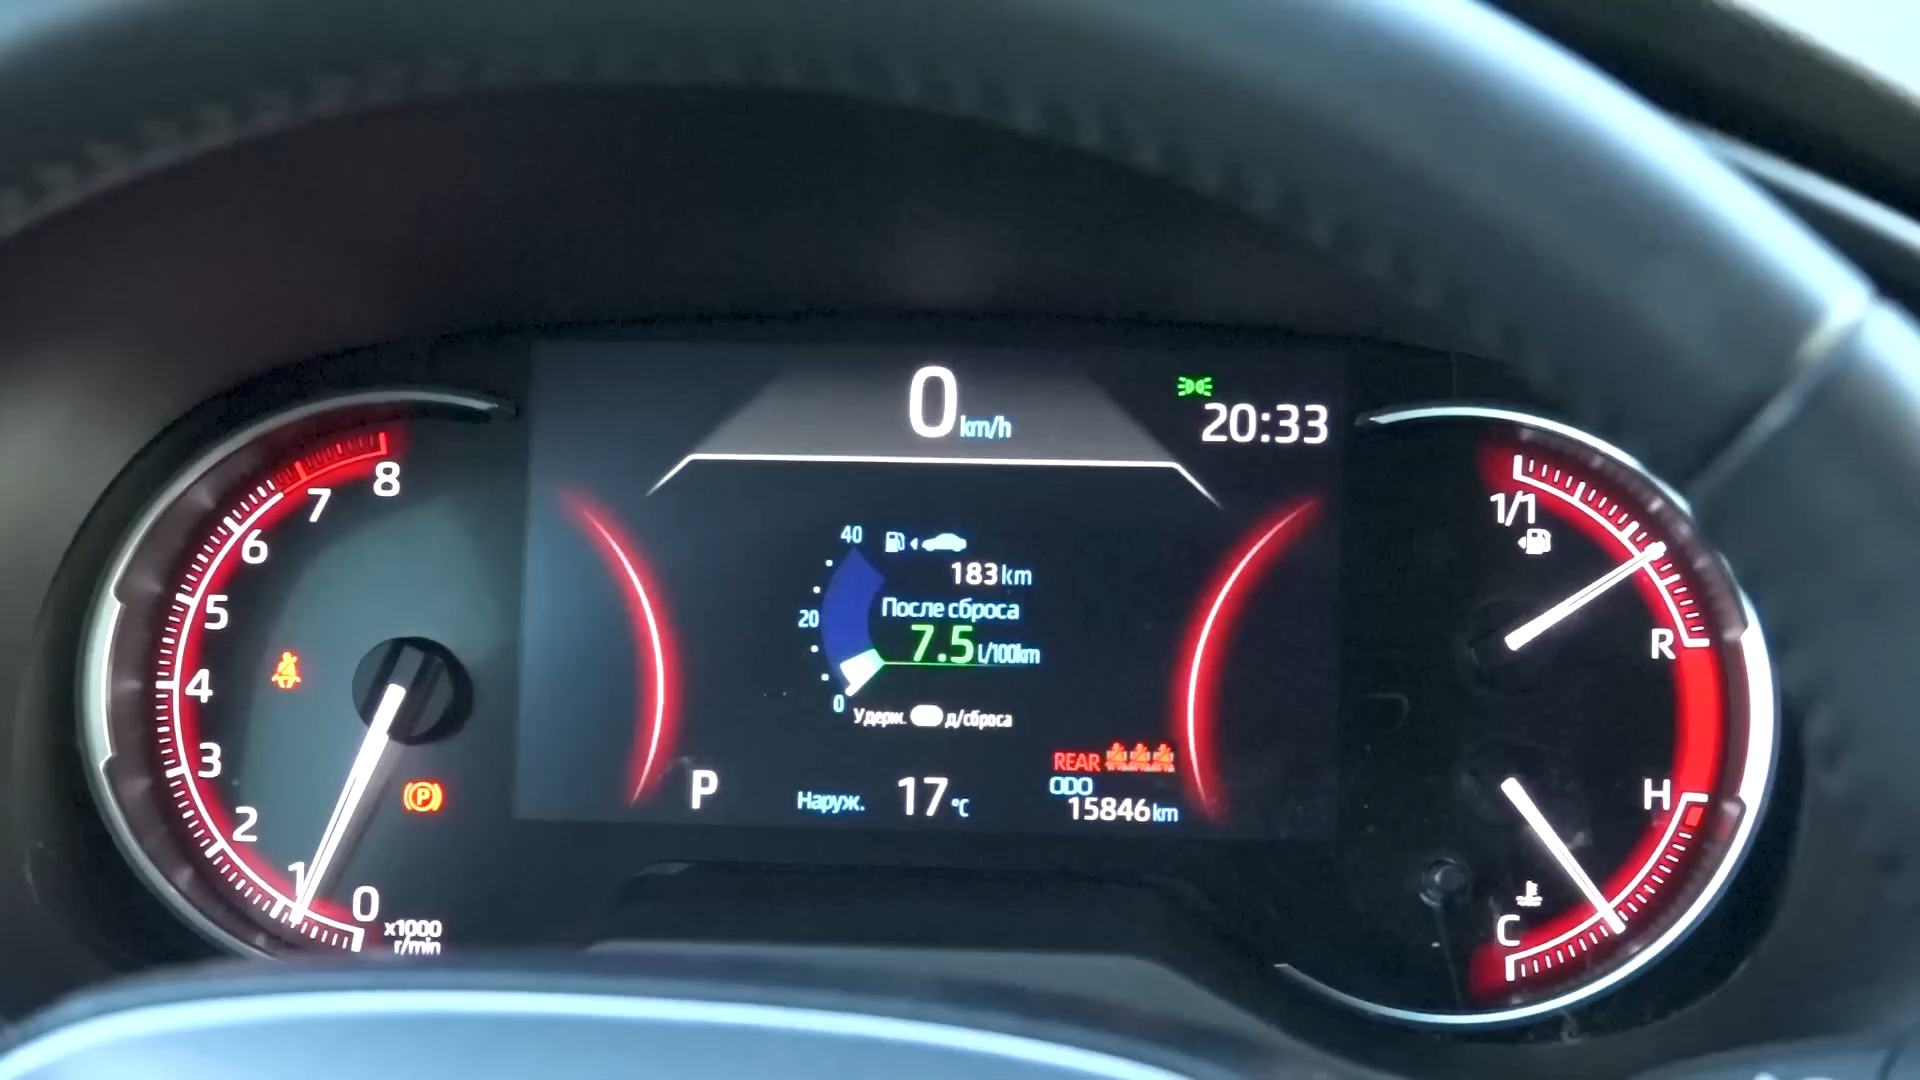 0 km/h
20:33
8
7
6
5
4
3
2
1
0
x1000
r/min
P
40
20
0
183 km
После сброса
7.5 L/100km
Удерж. д/сброса
Наруж. 17 °C
REAR
ODO
15846 km
1/1
R
H
C
P